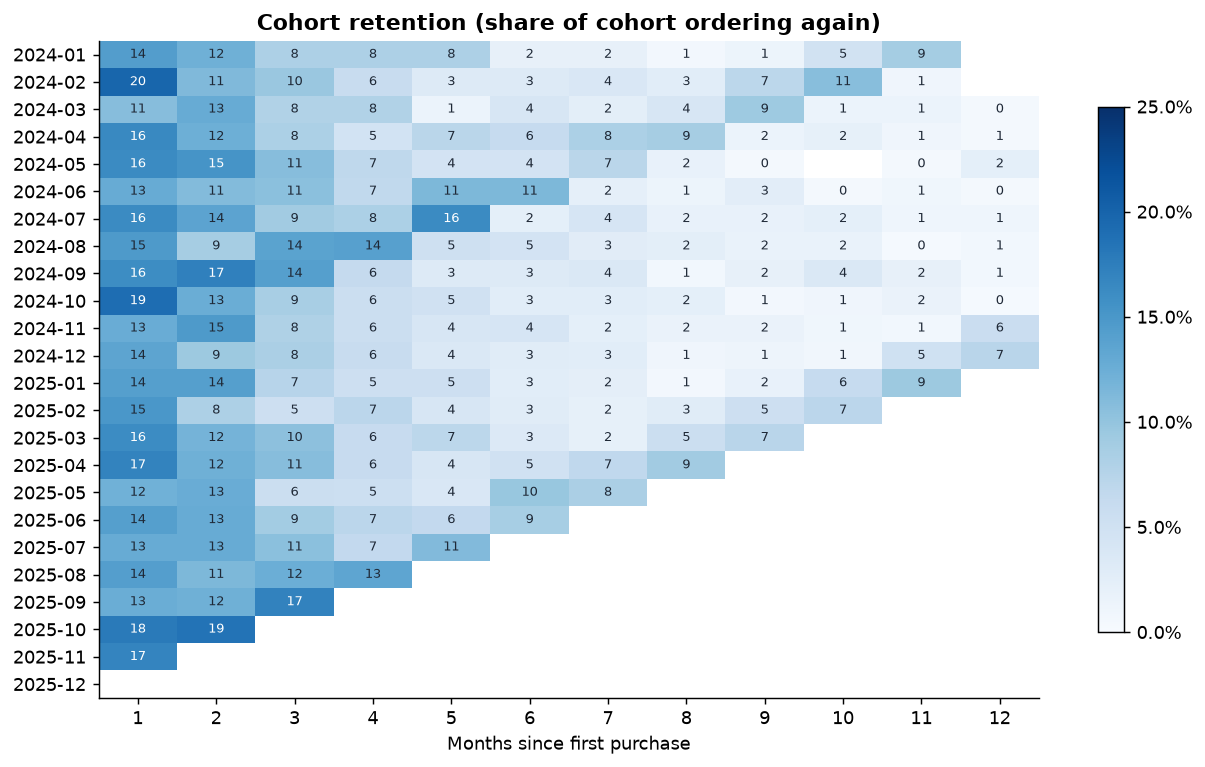 Cohort retention (share of cohort ordering again)
2024-01 14 12 8 8 8 2 2 1 1 5 9
2024-02 20 11 10 6 3 3 4 3 7 11 1
2024-03 11 13 8 8 1 4 2 4 9 1 1 0
2024-04 16 12 8 5 7 6 8 9 2 2 1 1
2024-05 16 15 11 7 4 4 7 2 0 0 2
2024-06 13 11 11 7 11 11 2 1 3 0 1 0
2024-07 16 14 9 8 16 2 4 2 2 2 1 1
2024-08 15 9 14 14 5 5 3 2 2 2 0 1
2024-09 16 17 14 6 3 3 4 1 2 4 2 1
2024-10 19 13 9 6 5 3 3 2 1 1 2 0
2024-11 13 15 8 6 4 4 2 2 2 1 1 6
2024-12 14 9 8 6 4 3 3 1 1 1 5 7
2025-01 14 14 7 5 5 3 2 1 2 6 9
2025-02 15 8 5 7 4 3 2 3 5 7
2025-03 16 12 10 6 7 3 2 5 7
2025-04 17 12 11 6 4 5 7 9
2025-05 12 13 6 5 4 10 8
2025-06 14 13 9 7 6 9
2025-07 13 13 11 7 11
2025-08 14 11 12 13
2025-09 13 12 17
2025-10 18 19
2025-11 17
2025-12
1 2 3 4 5 6 7 8 9 10 11 12
Months since first purchase
25.0%
20.0%
15.0%
10.0%
5.0%
0.0%